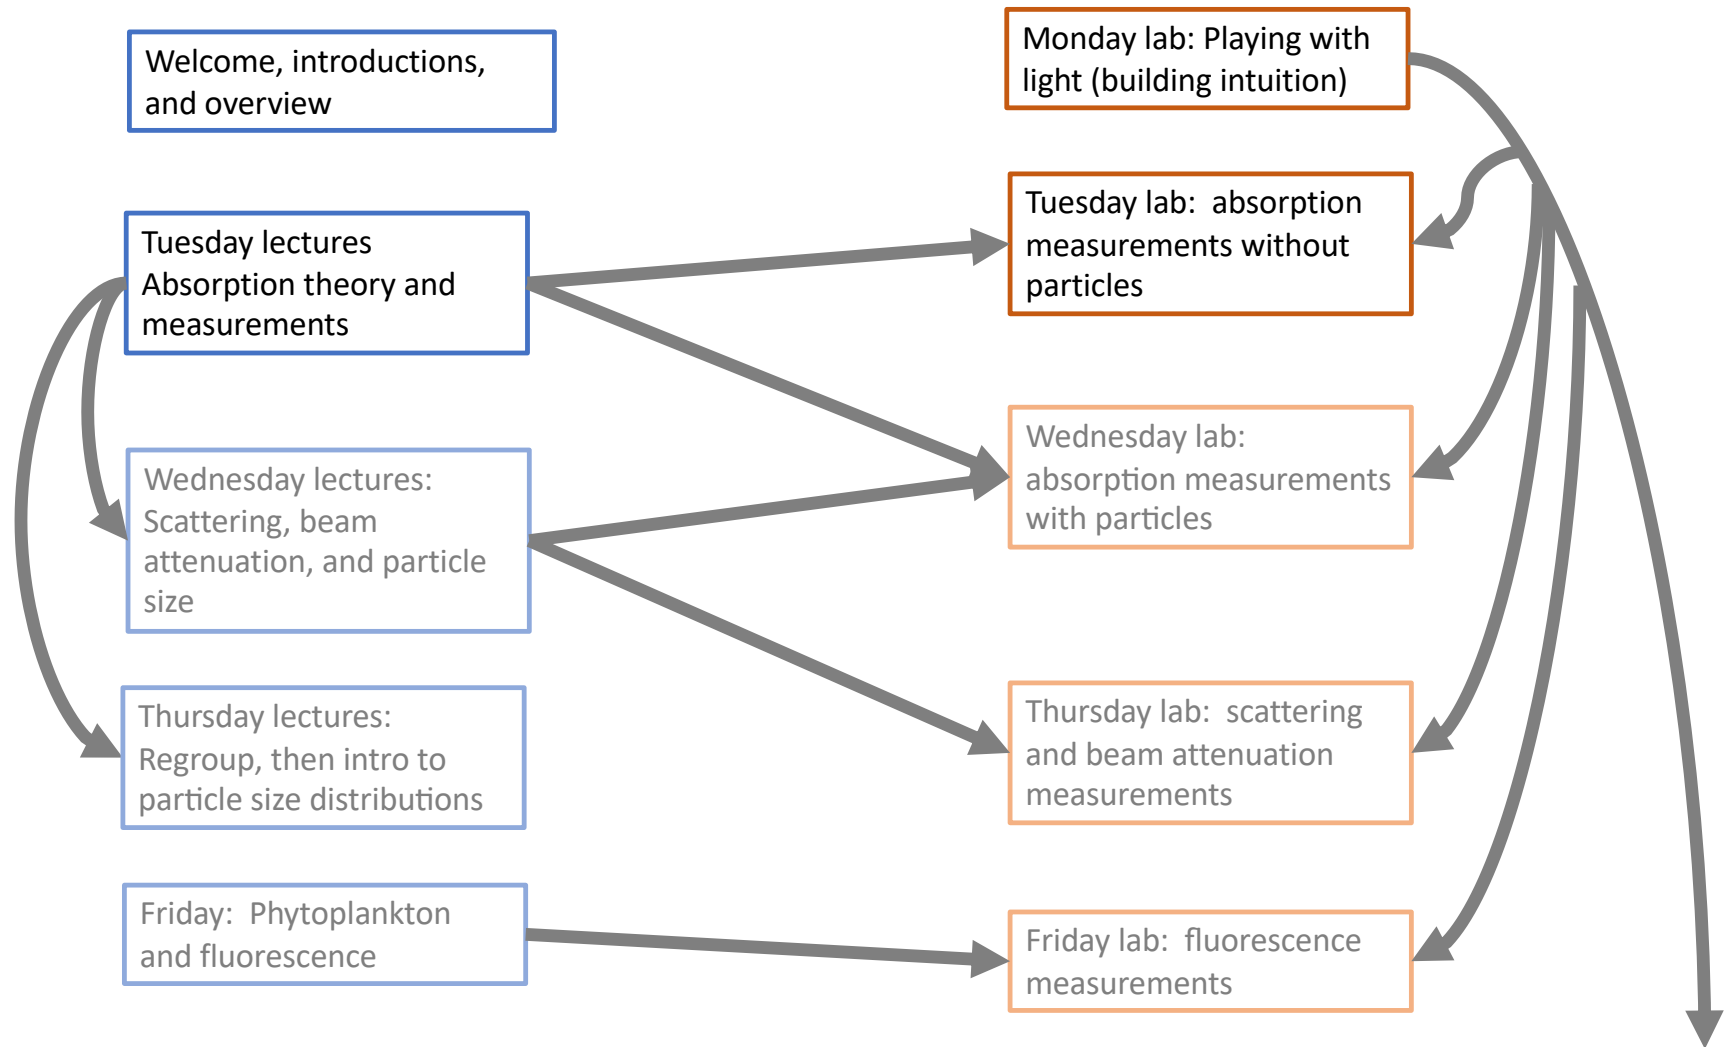 Welcome, introductions,
and overview
Monday lab: Playing with
light (building intuition)
Tuesday lectures
Absorption theory and
measurements
Tuesday lab:  absorption
measurements without
particles
Wednesday lectures:
Scattering, beam
attenuation, and particle
size
Wednesday lab:
absorption measurements
with particles
Thursday lectures:
Regroup, then intro to
particle size distributions
Thursday lab:  scattering
and beam attenuation
measurements
Friday:  Phytoplankton
and fluorescence
Friday lab:  fluorescence
measurements